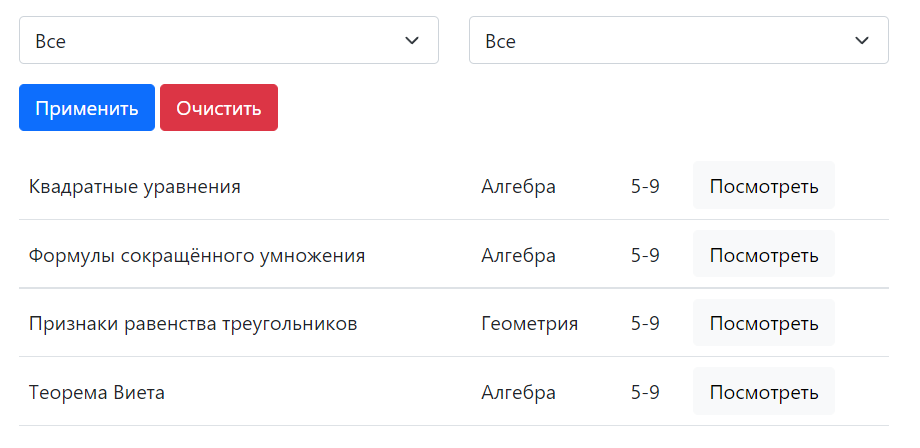 Все Все
Применить Очистить
Квадратные уравнения Алгебра 5-9 Посмотреть
Формулы сокращённого умножения Алгебра 5-9 Посмотреть
Признаки равенства треугольников Геометрия 5-9 Посмотреть
Теорема Виета Алгебра 5-9 Посмотреть